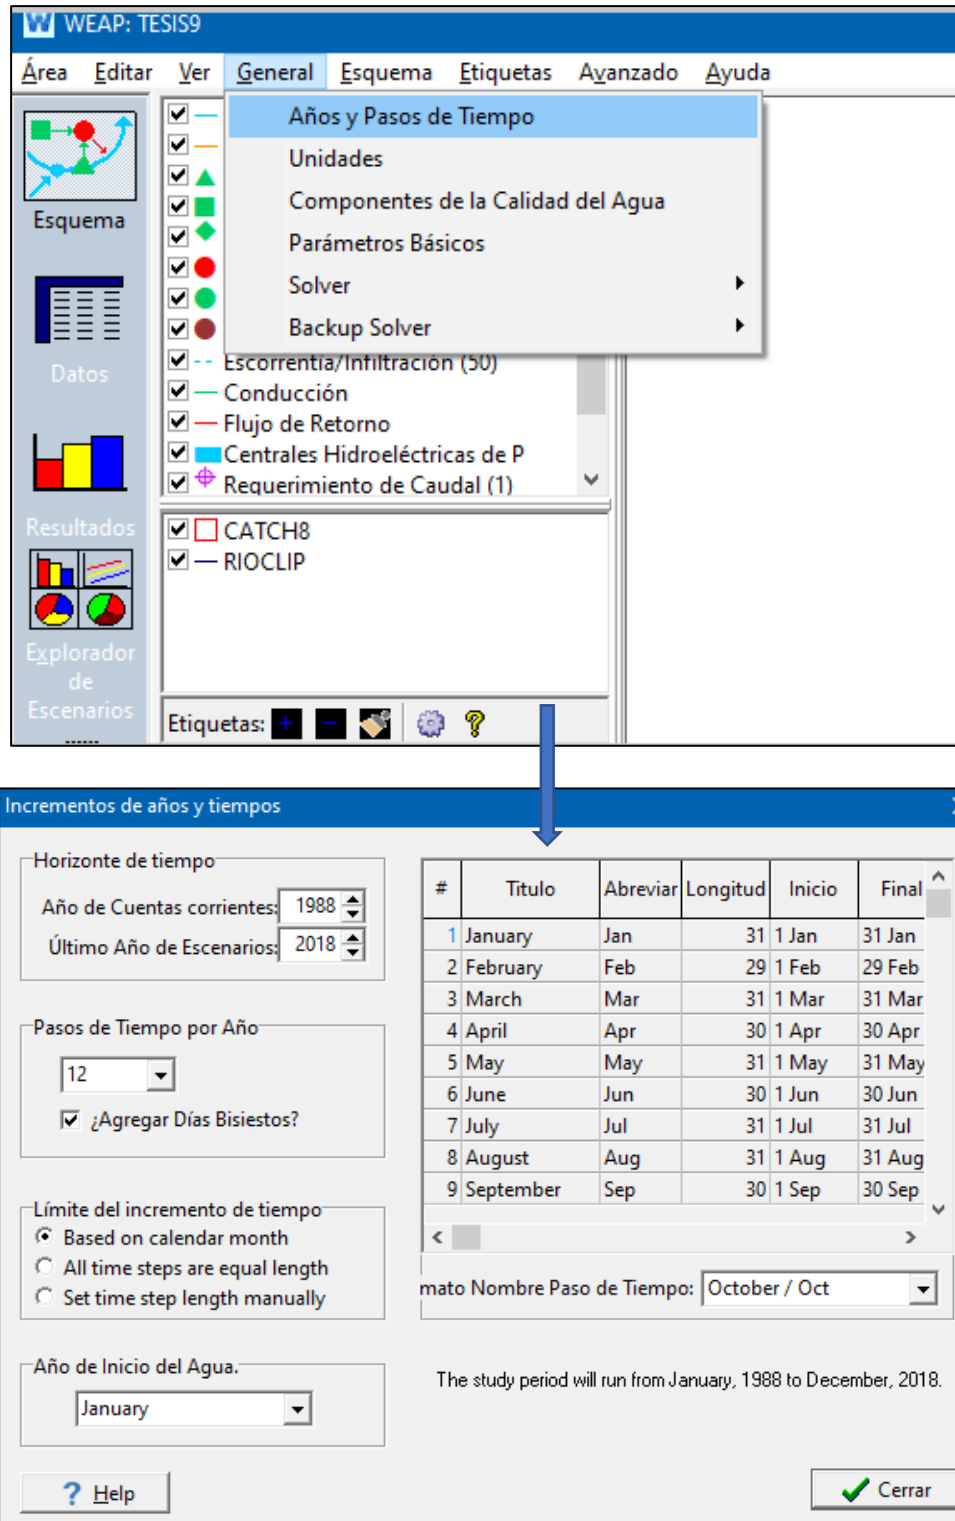 WEAP: TESIS9
Área Editar Ver General Esquema Etiquetas Avanzado Ayuda
Años y Pasos de Tiempo
Unidades
Componentes de la Calidad del Agua
Parámetros Básicos
Solver
Backup Solver
Esquema
Datos
Resultados
Explorador
de
Escenarios
Escorrentía/Infiltración (50)
Conducción
Flujo de Retorno
Centrales Hidroeléctricas de P
Requerimiento de Caudal (1)
CATCH8
RIOCLIP
Etiquetas: + -
Incrementos de años y tiempos
Horizonte de tiempo
Año de Cuentas corrientes: 1988
Último Año de Escenarios: 2018
Pasos de Tiempo por Año
12
¿Agregar Días Bisiestos?
Límite del incremento de tiempo
Based on calendar month
All time steps are equal length
Set time step length manually
Año de Inicio del Agua.
January
? Help
# Titulo Abreviar Longitud Inicio Final
1 January Jan 31 1 Jan 31 Jan
2 February Feb 29 1 Feb 29 Feb
3 March Mar 31 1 Mar 31 Mar
4 April Apr 30 1 Apr 30 Apr
5 May May 31 1 May 31 May
6 June Jun 30 1 Jun 30 Jun
7 July Jul 31 1 Jul 31 Jul
8 August Aug 31 1 Aug 31 Aug
9 September Sep 30 1 Sep 30 Sep
mato Nombre Paso de Tiempo: October / Oct
The study period will run from January, 1988 to December, 2018.
Cerrar